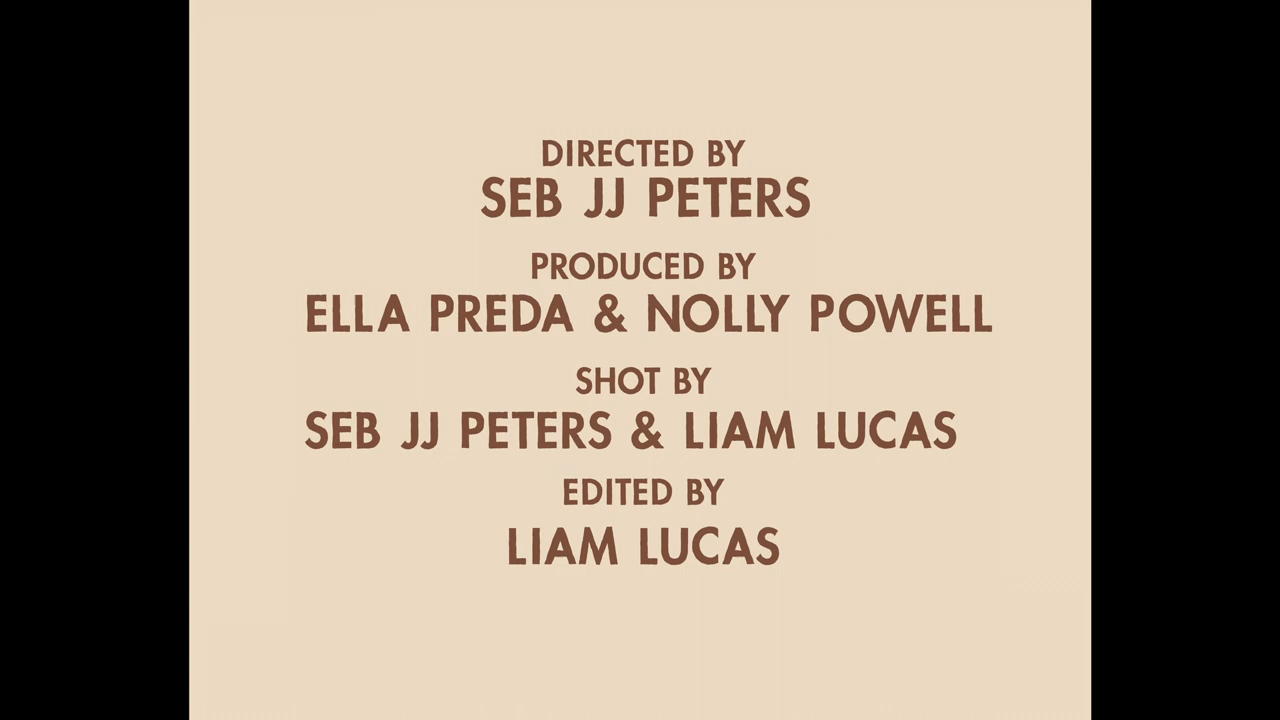 DIRECTED BY
SEB JJ PETERS
PRODUCED BY
ELLA PREDA & NOLLY POWELL
SHOT BY
SEB JJ PETERS & LIAM LUCAS
EDITED BY
LIAM LUCAS